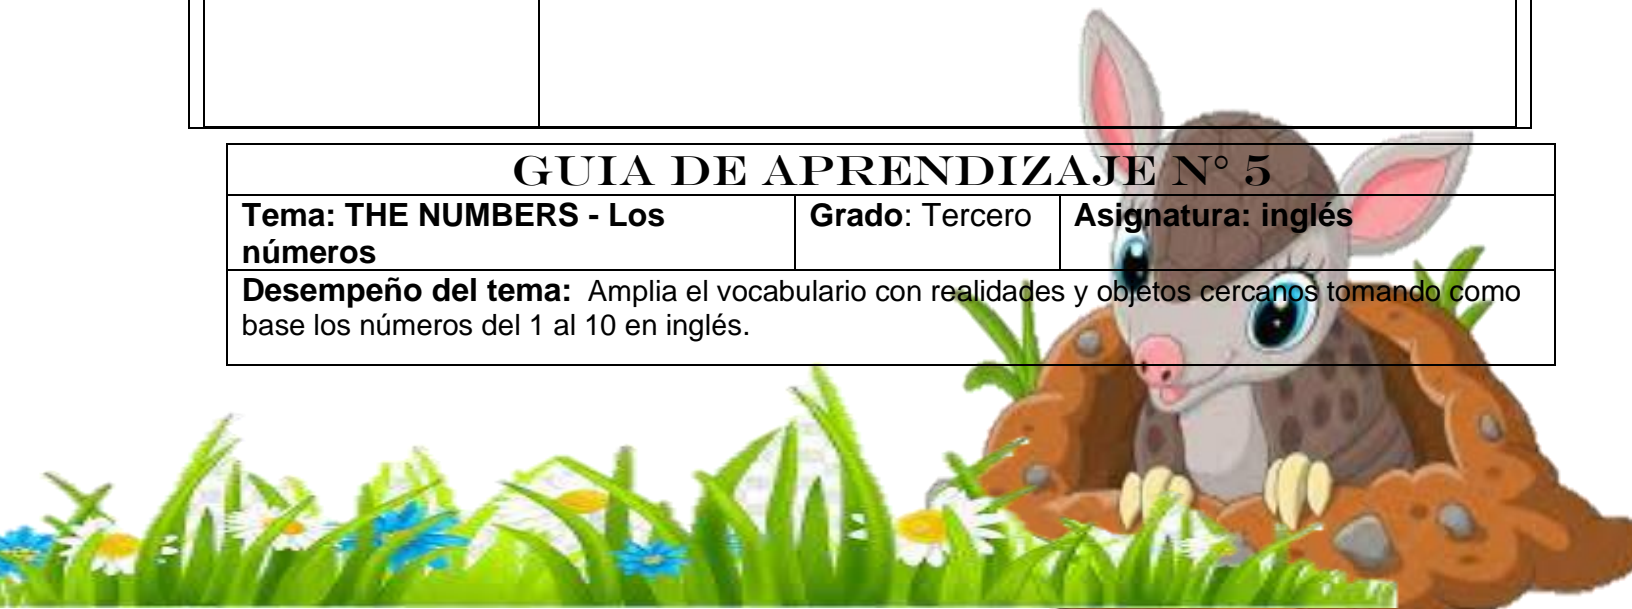 GUIA DE APRENDIZAJE N° 5
Tema: THE NUMBERS - Los números
Grado: Tercero
Asignatura: inglés
Desempeño del tema: Amplia el vocabulario con realidades y objetos cercanos tomando como
base los números del 1 al 10 en inglés.